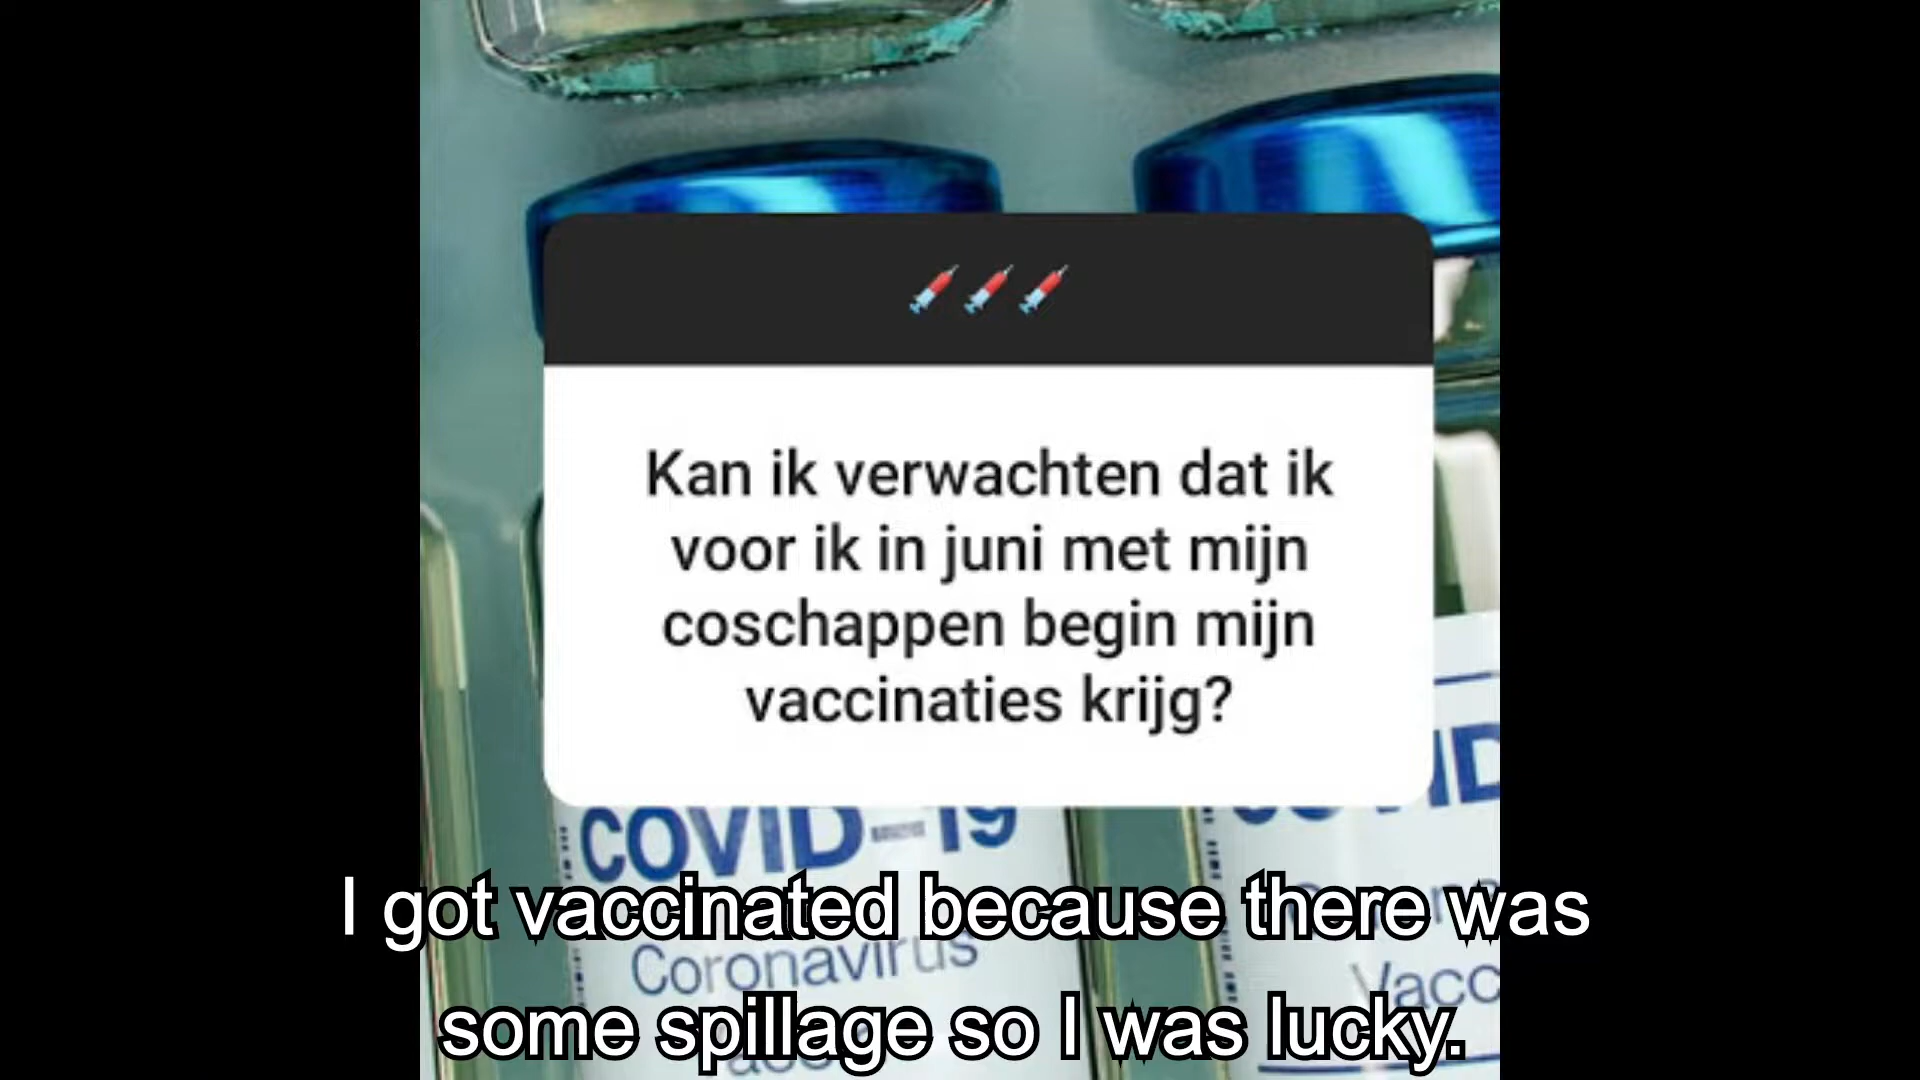 Kan ik verwachten dat ik
voor ik in juni met mijn
coschappen begin mijn
vaccinaties krijg?
COVID-19
Coronavirus
Vacc
I got vaccinated because there was
some spillage so I was lucky.